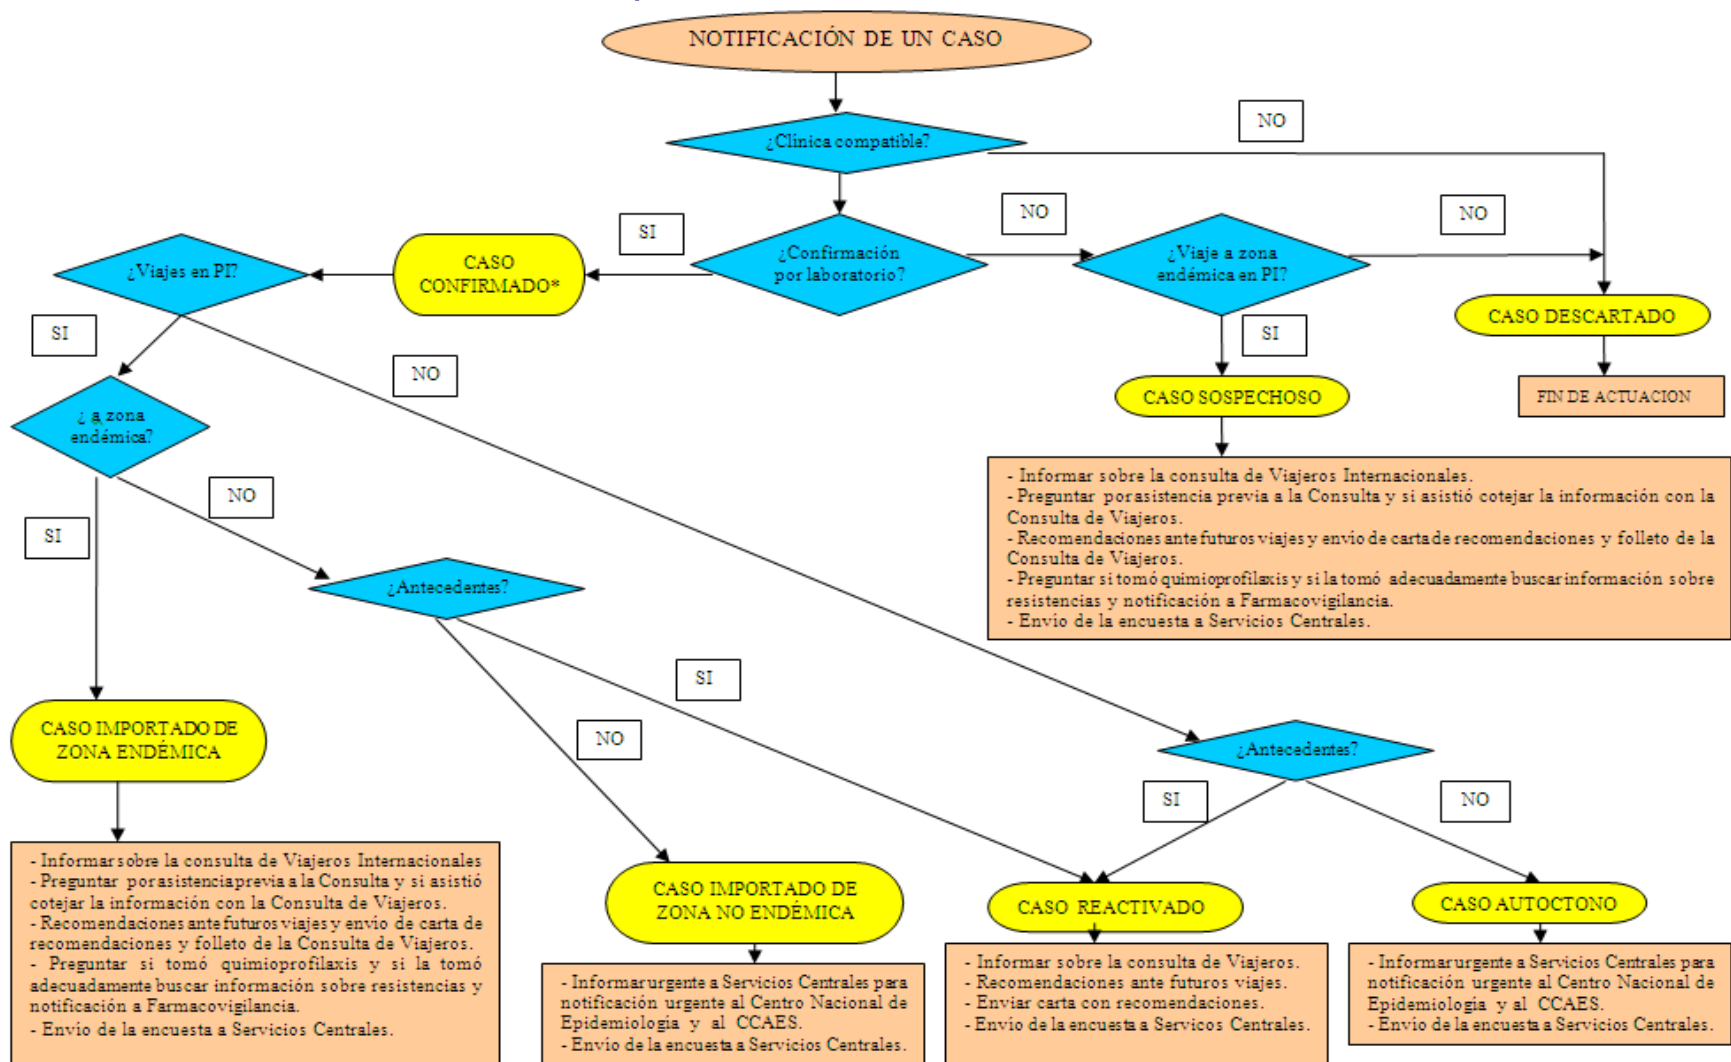 NOTIFICACIÓN DE UN CASO
¿Clínica compatible?
NO
¿Viajes en PI?
CASO
CONFIRMADO*
SI
¿Confirmación
por laboratorio?
NO
¿Viaje a zona
endémica en PI?
NO
CASO DESCARTADO
FIN DE ACTUACION
SI
NO
SI
CASO SOSPECHOSO
- Informar sobre la consulta de Viajeros Internacionales.
- Preguntar por asistencia previa a la Consulta y si asistió cotejar la información con la
Consulta de Viajeros.
- Recomendaciones ante futuros viajes y envío de carta de recomendaciones y folleto de la
Consulta de Viajeros.
- Preguntar si tomó quimioprofilaxis y si la tomó adecuadamente buscar información sobre
resistencias y notificación a Farmacovigilancia.
- Envío de la encuesta a Servicios Centrales.
¿ a zona
endémica?
SI
NO
¿Antecedentes?
SI
NO
¿Antecedentes?
SI
NO
CASO IMPORTADO DE
ZONA ENDÉMICA
- Informar sobre la consulta de Viajeros Internacionales
- Preguntar por asistencia previa a la Consulta y si asistió
cotejar la información con la Consulta de Viajeros.
- Recomendaciones ante futuros viajes y envío de carta de
recomendaciones y folleto de la Consulta de Viajeros.
- Preguntar si tomó quimioprofilaxis y si la tomó
adecuadamente buscar información sobre resistencias y
notificación a Farmacovigilancia.
- Envío de la encuesta a Servicios Centrales.
CASO IMPORTADO DE
ZONA NO ENDÉMICA
- Informar urgente a Servicios Centrales para
notificación urgente al Centro Nacional de
Epidemiología y al CCAES.
- Envío de la encuesta a Servicios Centrales.
CASO REACTIVADO
- Informar sobre la consulta de Viajeros.
- Recomendaciones ante futuros viajes.
- Enviar carta con recomendaciones.
- Envío de la encuesta a Servicos Centrales.
CASO AUTOCTONO
- Informar urgente a Servicios Centrales para
notificación urgente al Centro Nacional de
Epidemiología y al CCAES.
- Envío de la encuesta a Servicios Centrales.